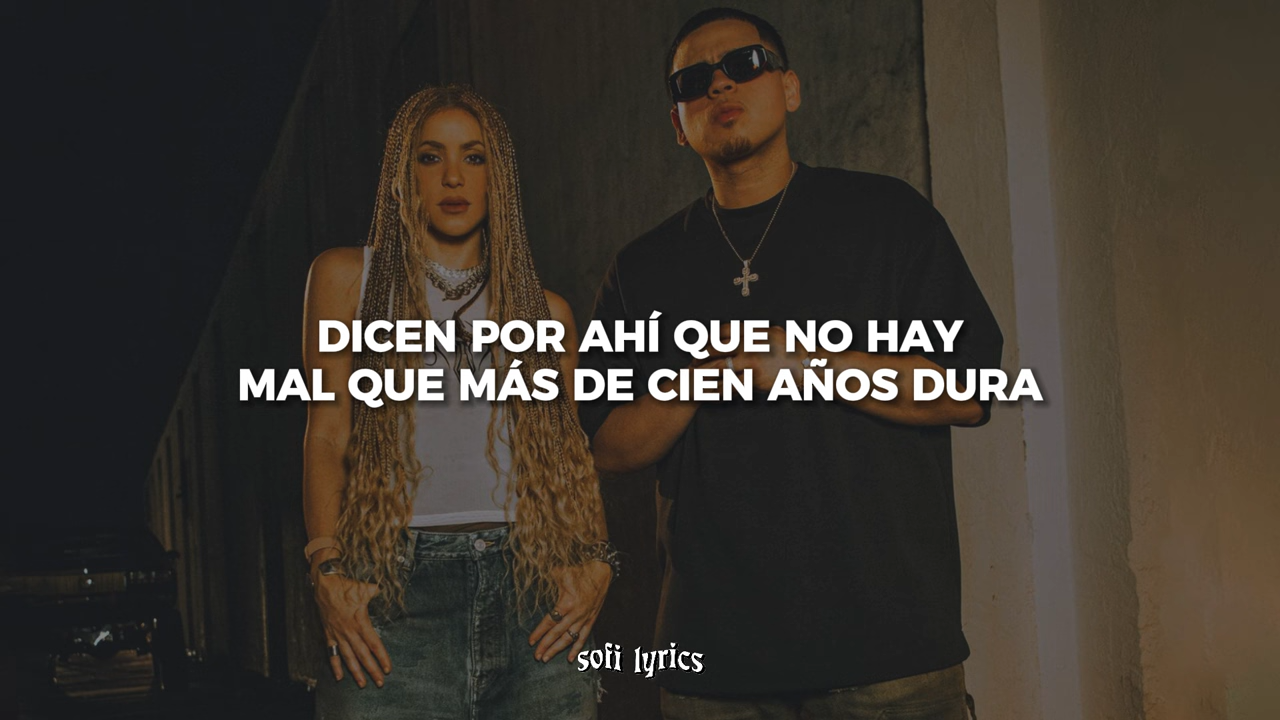 DICEN POR AHÍ QUE NO HAY
MAL QUE MÁS DE CIEN AÑOS DURA
sofi lyrics